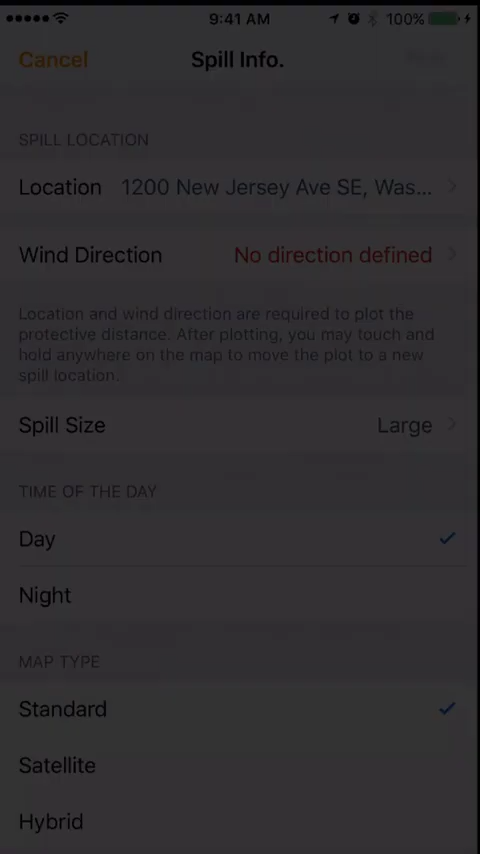 9:41 AM 100%
Cancel Spill Info.
SPILL LOCATION
Location 1200 New Jersey Ave SE, Was...
Wind Direction No direction defined
Location and wind direction are required to plot the
protective distance. After plotting, you may touch and
hold anywhere on the map to move the plot to a new
spill location.
Spill Size Large
TIME OF THE DAY
Day
Night
MAP TYPE
Standard
Satellite
Hybrid